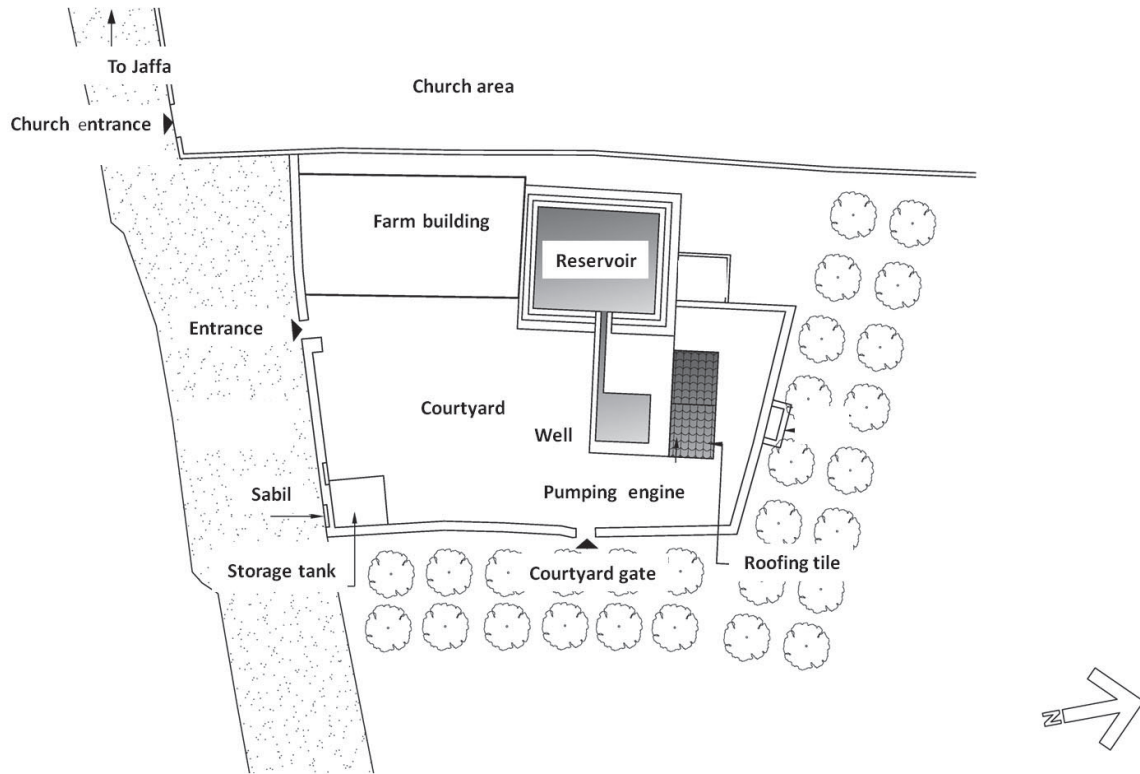 To Jaffa
Church area
Church entrance
Farm building
Reservoir
Entrance
Courtyard
Well
Sabil
Pumping engine
Storage tank
Courtyard gate
Roofing tile
N